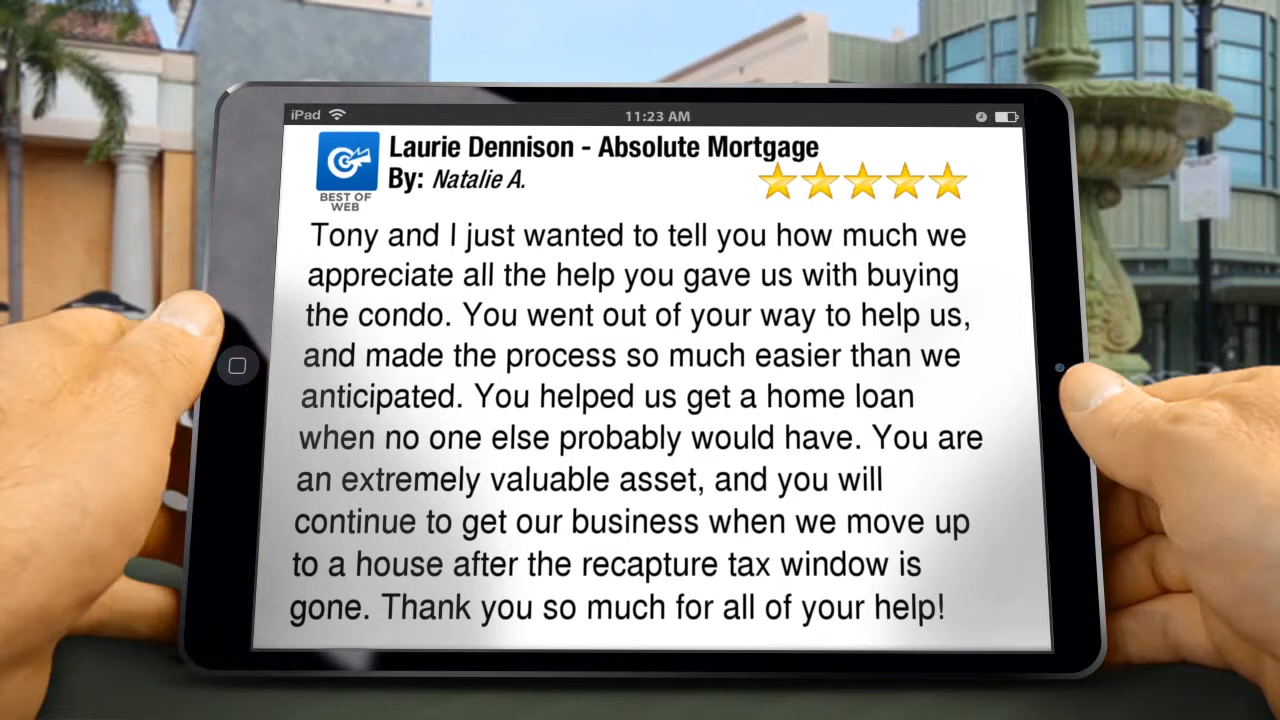 iPad 11:23 AM
Laurie Dennison - Absolute Mortgage
By: Natalie A.
BEST OF
WEB
Tony and I just wanted to tell you how much we
appreciate all the help you gave us with buying
the condo. You went out of your way to help us,
and made the process so much easier than we
anticipated. You helped us get a home loan
when no one else probably would have. You are
an extremely valuable asset, and you will
continue to get our business when we move up
to a house after the recapture tax window is
gone. Thank you so much for all of your help!